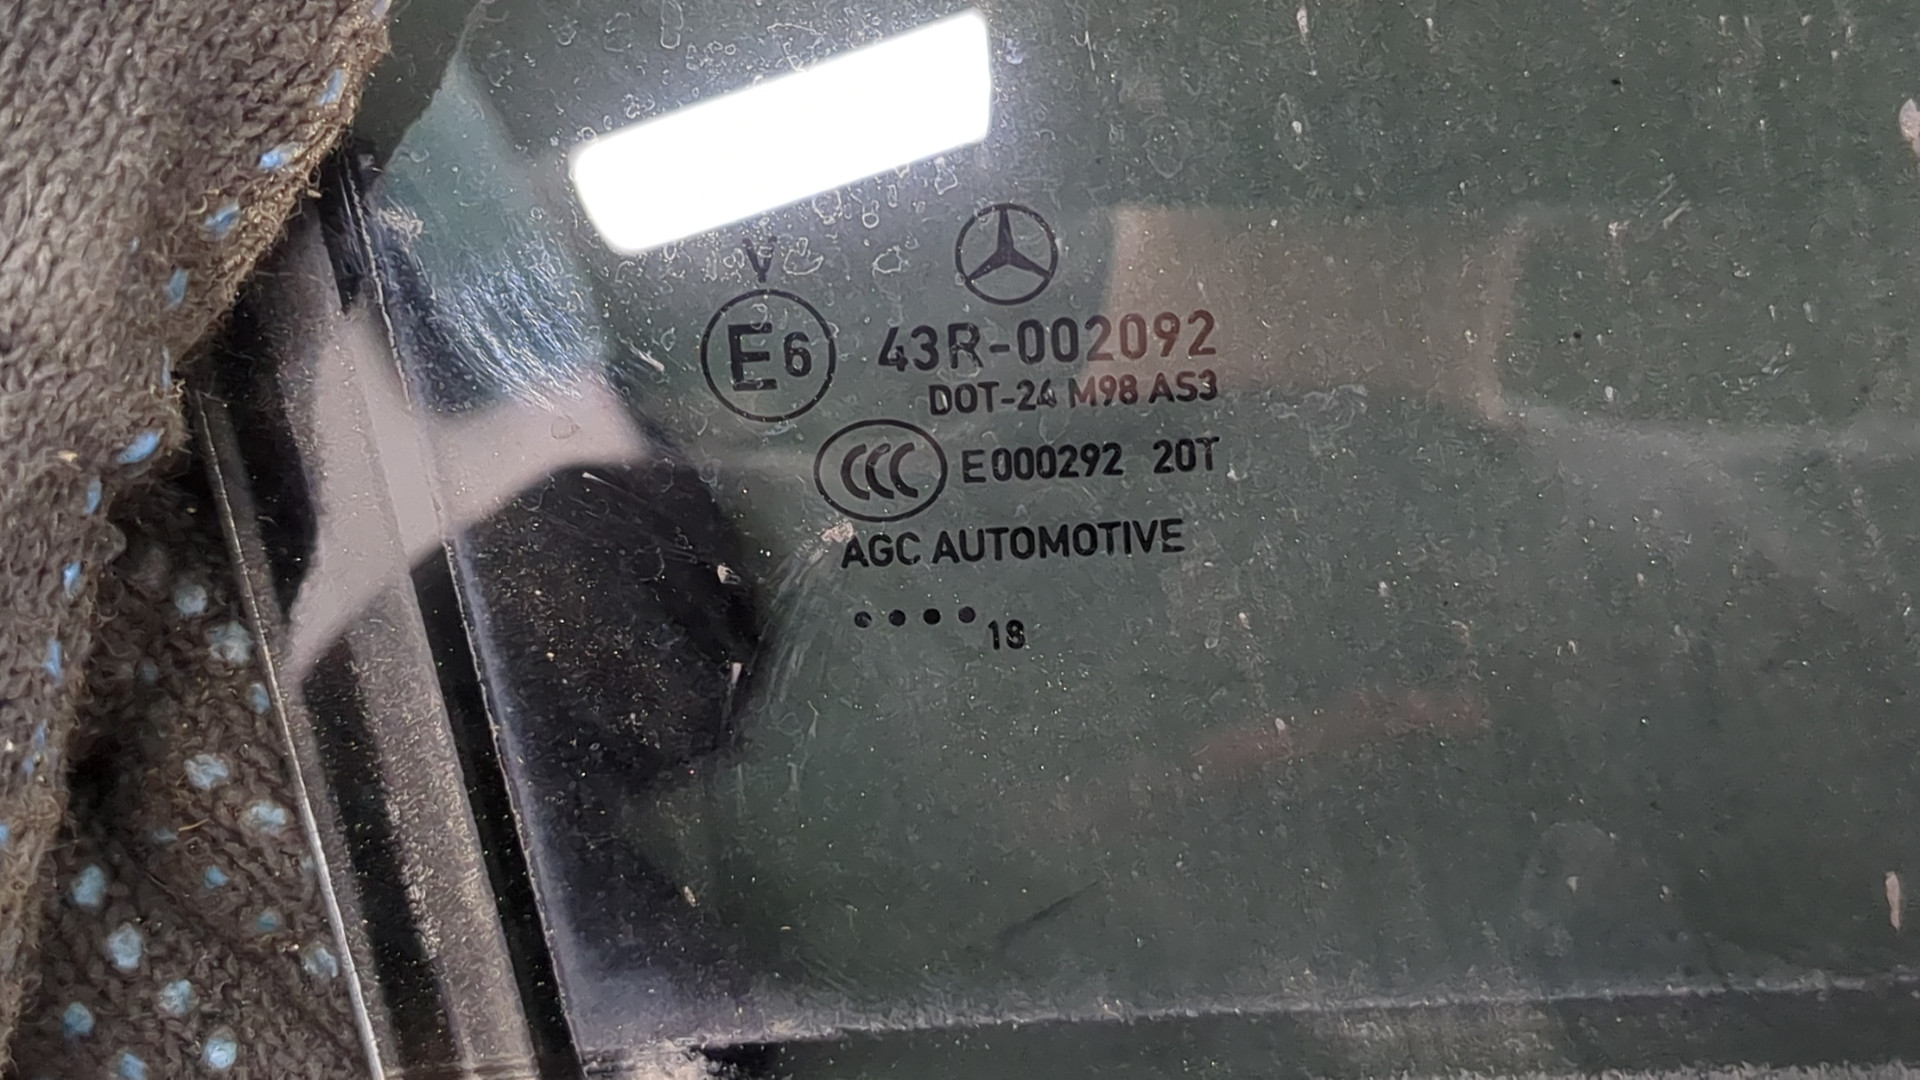 V
E6 43R-002092
DOT-24 M98 AS3
CCC E000292 20T
AGC AUTOMOTIVE
....18